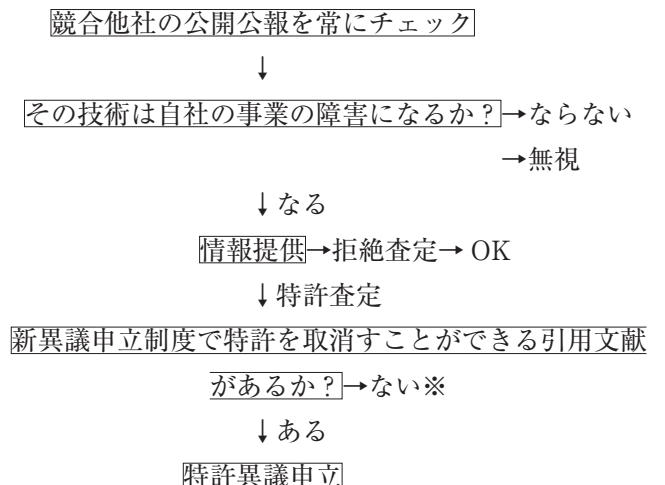 競合他社の公開公報を常にチェック
↓
その技術は自社の事業の障害になるか?→ならない
→無視
↓なる
情報提供→拒絶査定→ OK
↓特許査定
新異議申立制度で特許を取消すことができる引用文献
があるか?→ない※
↓ある
特許異議申立